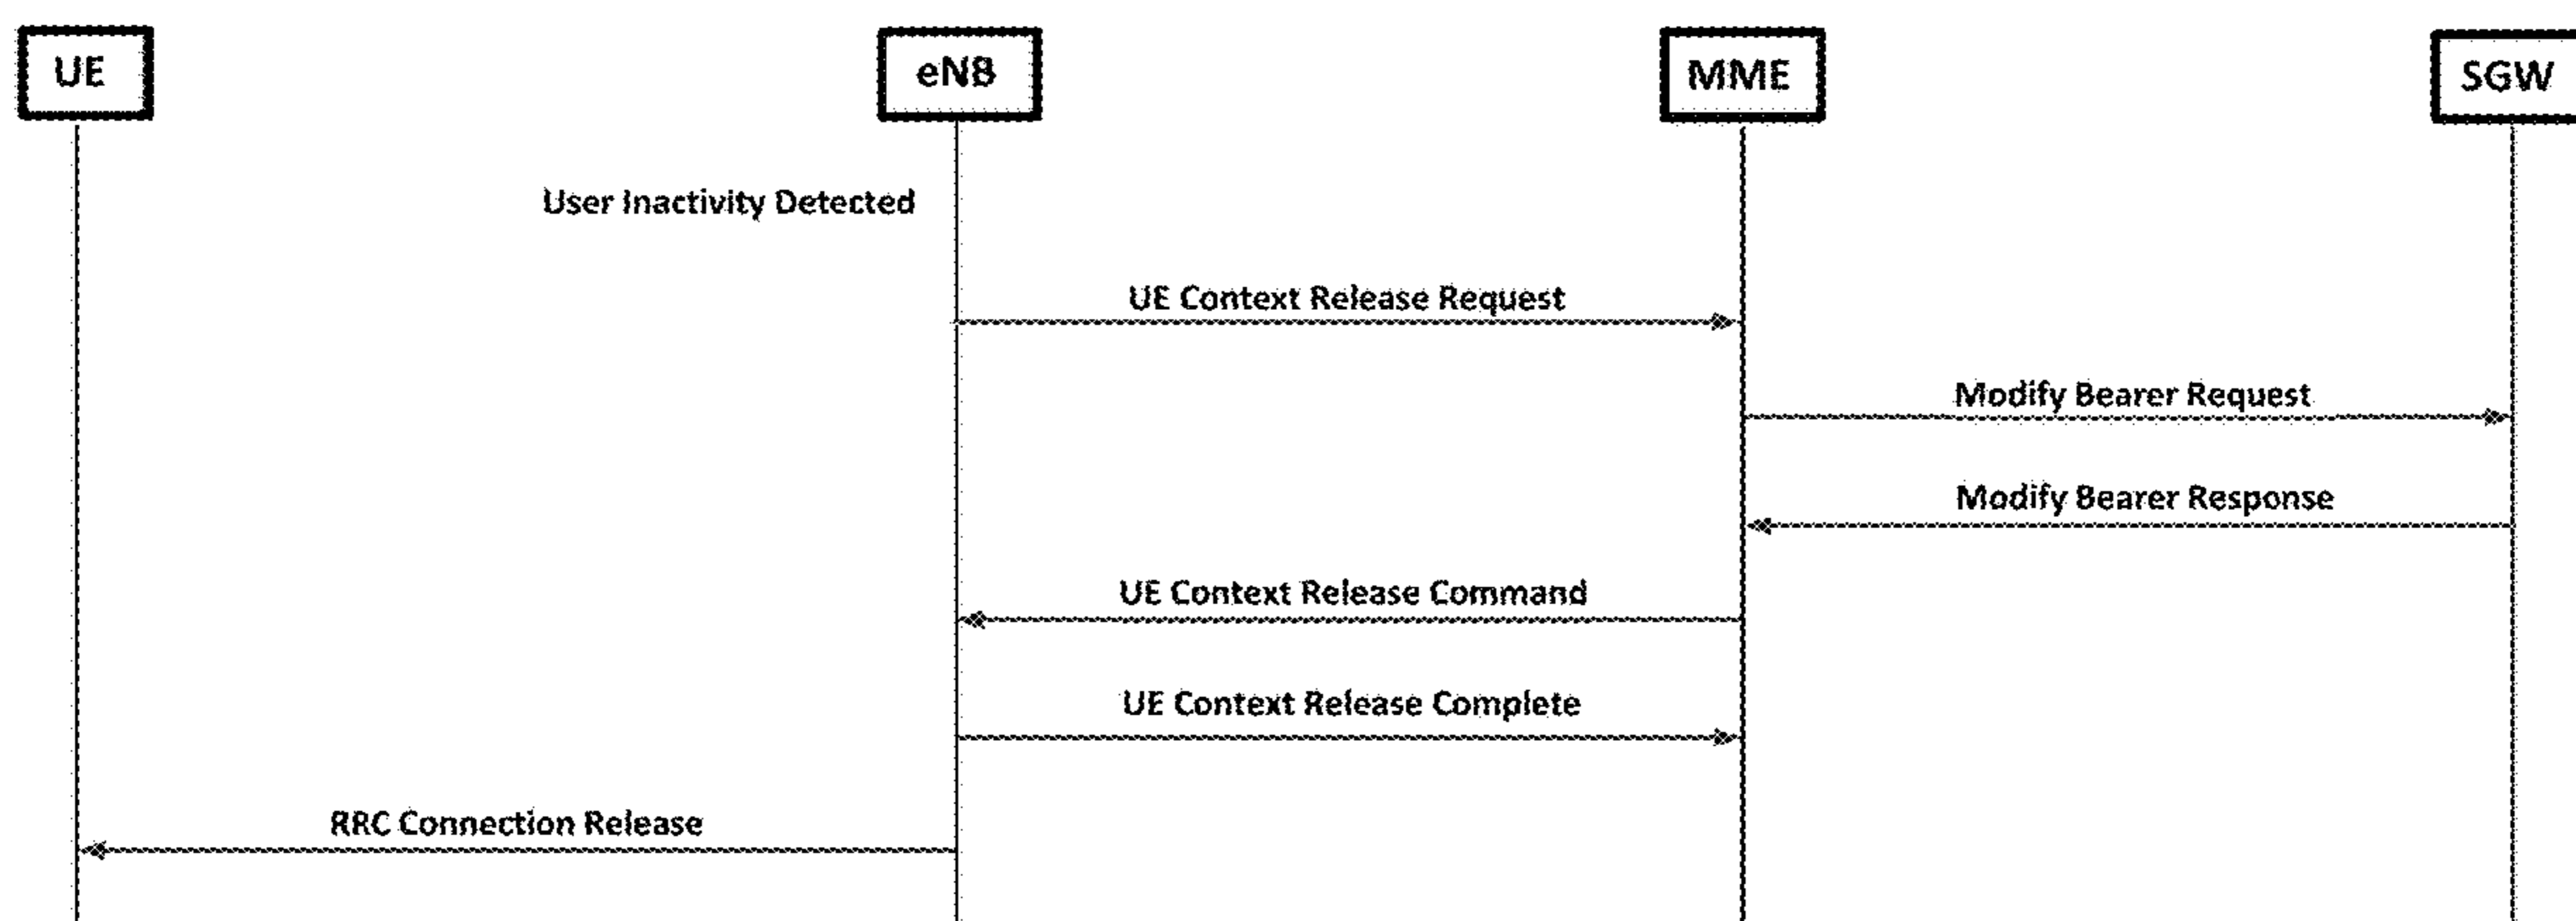 UE
eNB
MME
SGW
User Inactivity Detected
UE Context Release Request
Modify Bearer Request
Modify Bearer Response
UE Context Release Command
UE Context Release Complete
RRC Connection Release